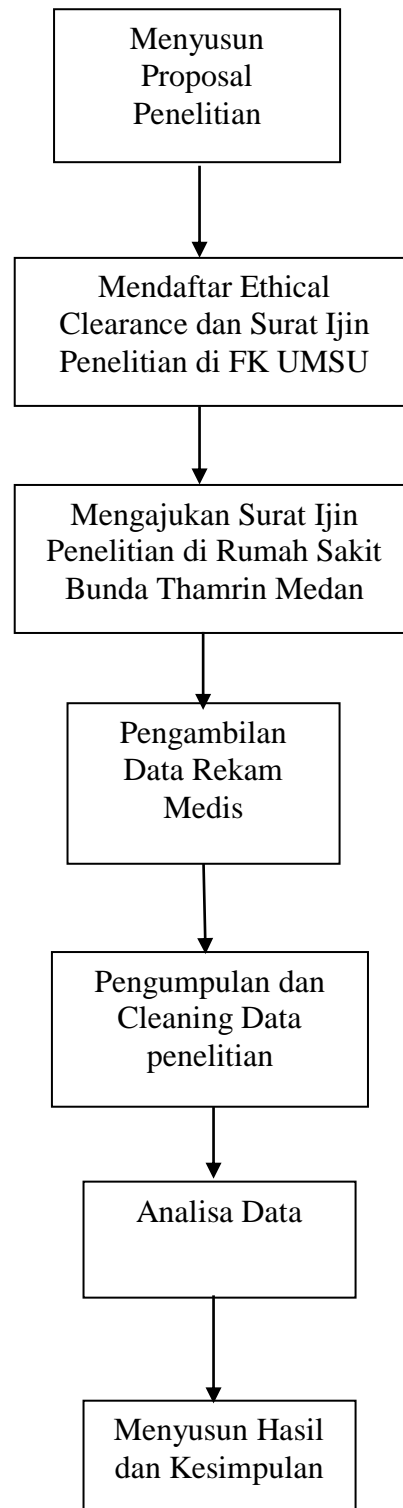 Menyusun
Proposal
Penelitian
Mendaftar Ethical
Clearance dan Surat Ijin
Penelitian di FK UMSU
Mengajukan Surat Ijin
Penelitian di Rumah Sakit
Bunda Thamrin Medan
Pengambilan
Data Rekam
Medis
Pengumpulan dan
Cleaning Data
penelitian
Analisa Data
Menyusun Hasil
dan Kesimpulan